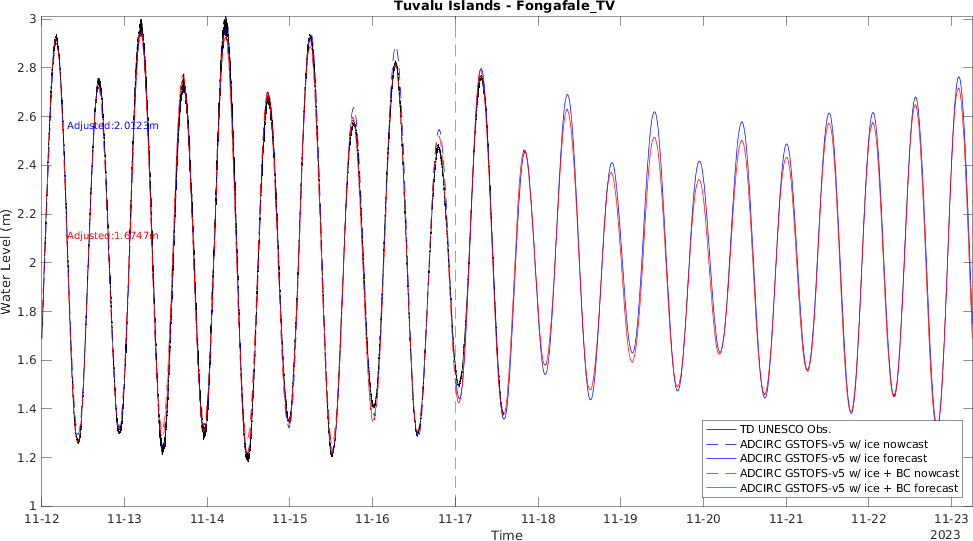 Tuvalu Islands - Fongafale_TV
3
2.8
2.6
2.4
2.2
2
1.8
1.6
1.4
1.2
1
Water Level (m)
Adjusted:2.0123m
Adjusted:1.6747m
TD UNESCO Obs.
ADCIRC GSTOFS-v5 w/ ice nowcast
ADCIRC GSTOFS-v5 w/ ice forecast
ADCIRC GSTOFS-v5 w/ ice + BC nowcast
ADCIRC GSTOFS-v5 w/ ice + BC forecast
11-12 11-13 11-14 11-15 11-16 11-17 11-18 11-19 11-20 11-21 11-22 11-23
2023
Time